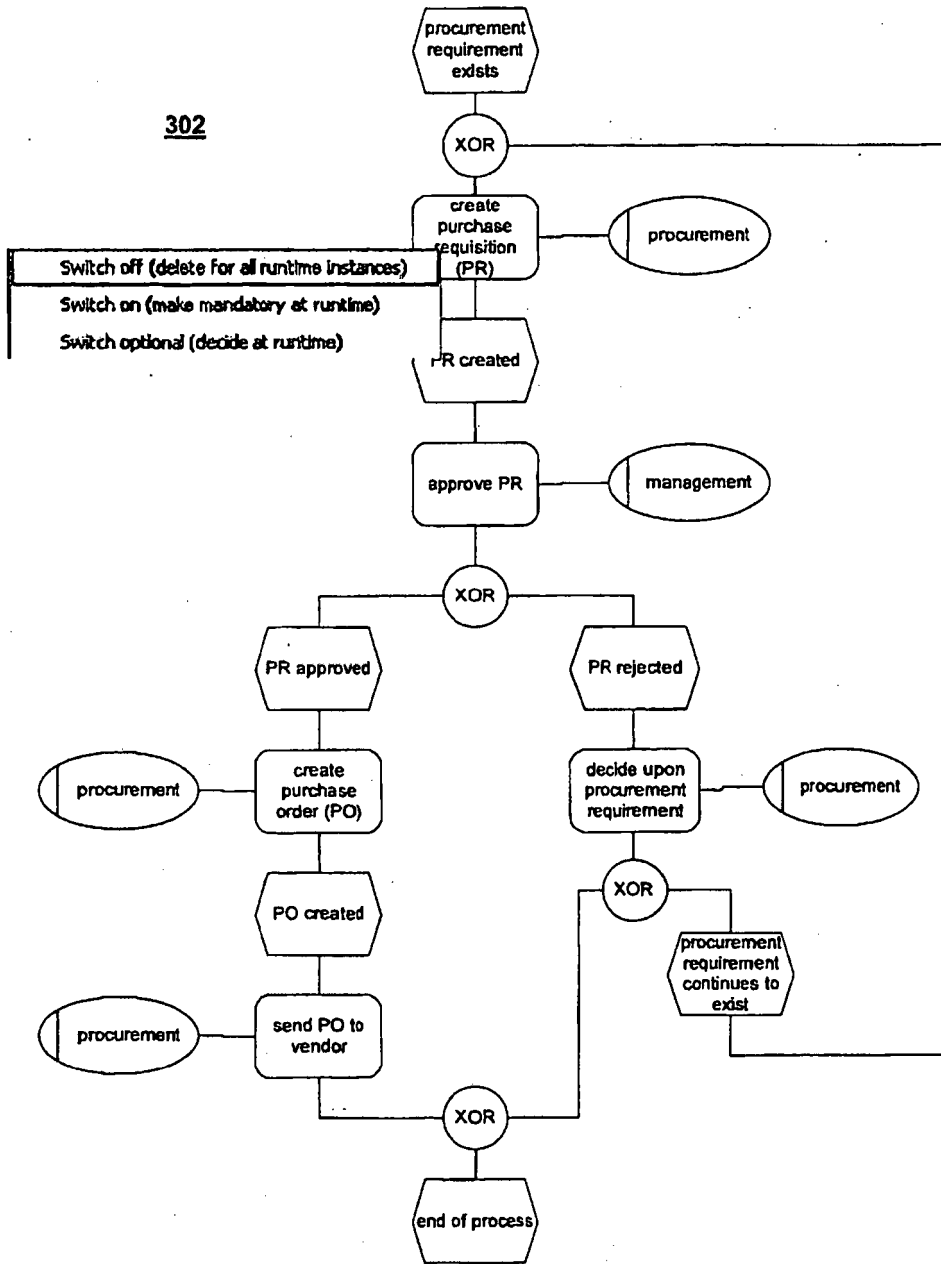 procurement
requirement
exists
302
XOR
create
purchase
requisition
(PR)
procurement
Switch off (delete for all runtime instances)
Switch on (make mandatory at runtime)
Switch optional (decide at runtime)
PR created
approve PR
management
XOR
PR approved
PR rejected
procurement
create
purchase
order (PO)
decide upon
procurement
requirement
procurement
XOR
PO created
procurement
requirement
continues to
exist
procurement
send PO to
vendor
XOR
end of process